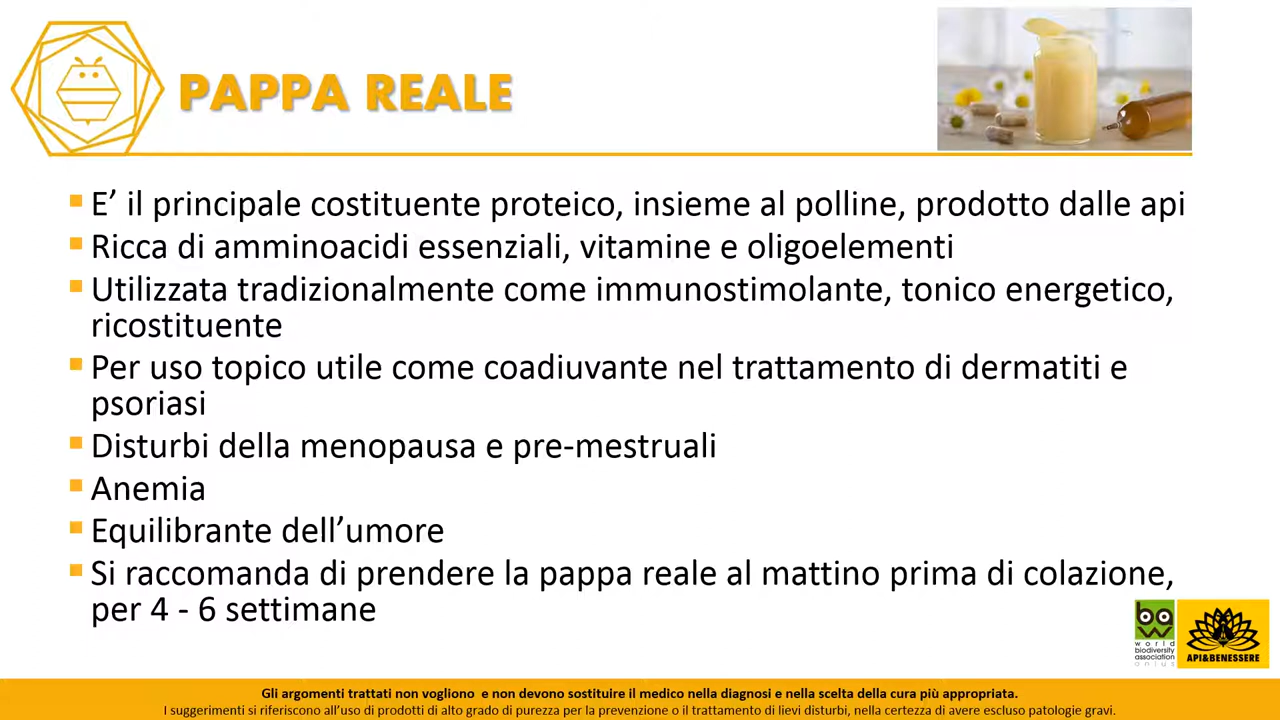 PAPPA REALE
E’ il principale costituente proteico, insieme al polline, prodotto dalle api
Ricca di amminoacidi essenziali, vitamine e oligoelementi
Utilizzata tradizionalmente come immunostimolante, tonico energetico,
ricostituente
Per uso topico utile come coadiuvante nel trattamento di dermatiti e
psoriasi
Disturbi della menopausa e pre-mestruali
Anemia
Equilibrante dell’umore
Si raccomanda di prendere la pappa reale al mattino prima di colazione,
per 4 - 6 settimane
world
biodiversity
association
onlus
API&BENESSERE
Gli argomenti trattati non vogliono e non devono sostituire il medico nella diagnosi e nella scelta della cura più appropriata.
I suggerimenti si riferiscono all’uso di prodotti di alto grado di purezza per la prevenzione o il trattamento di lievi disturbi, nella certezza di avere escluso patologie gravi.